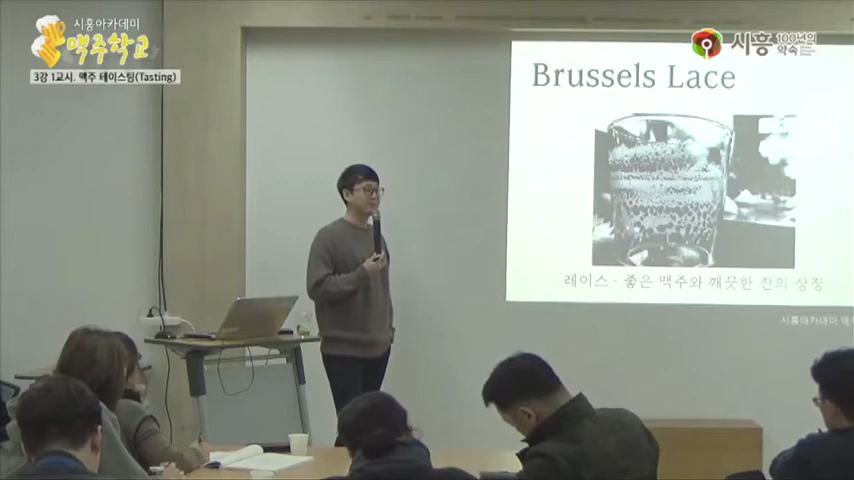 시흥아카데미
맥주학교
3강 1교시. 맥주 테이스팅(Tasting)
시흥 100년의 약속
Brussels Lace
레이스 - 좋은 맥주와 깨끗한 잔의 상징
시흥아카데미 맥